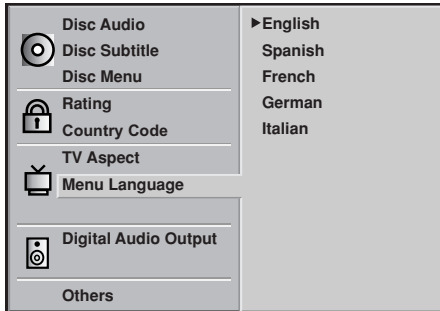 Disc Audio
Disc Subtitle
Disc Menu
Rating
Country Code
TV Aspect
Menu Language
Digital Audio Output
Others
English
Spanish
French
German
Italian